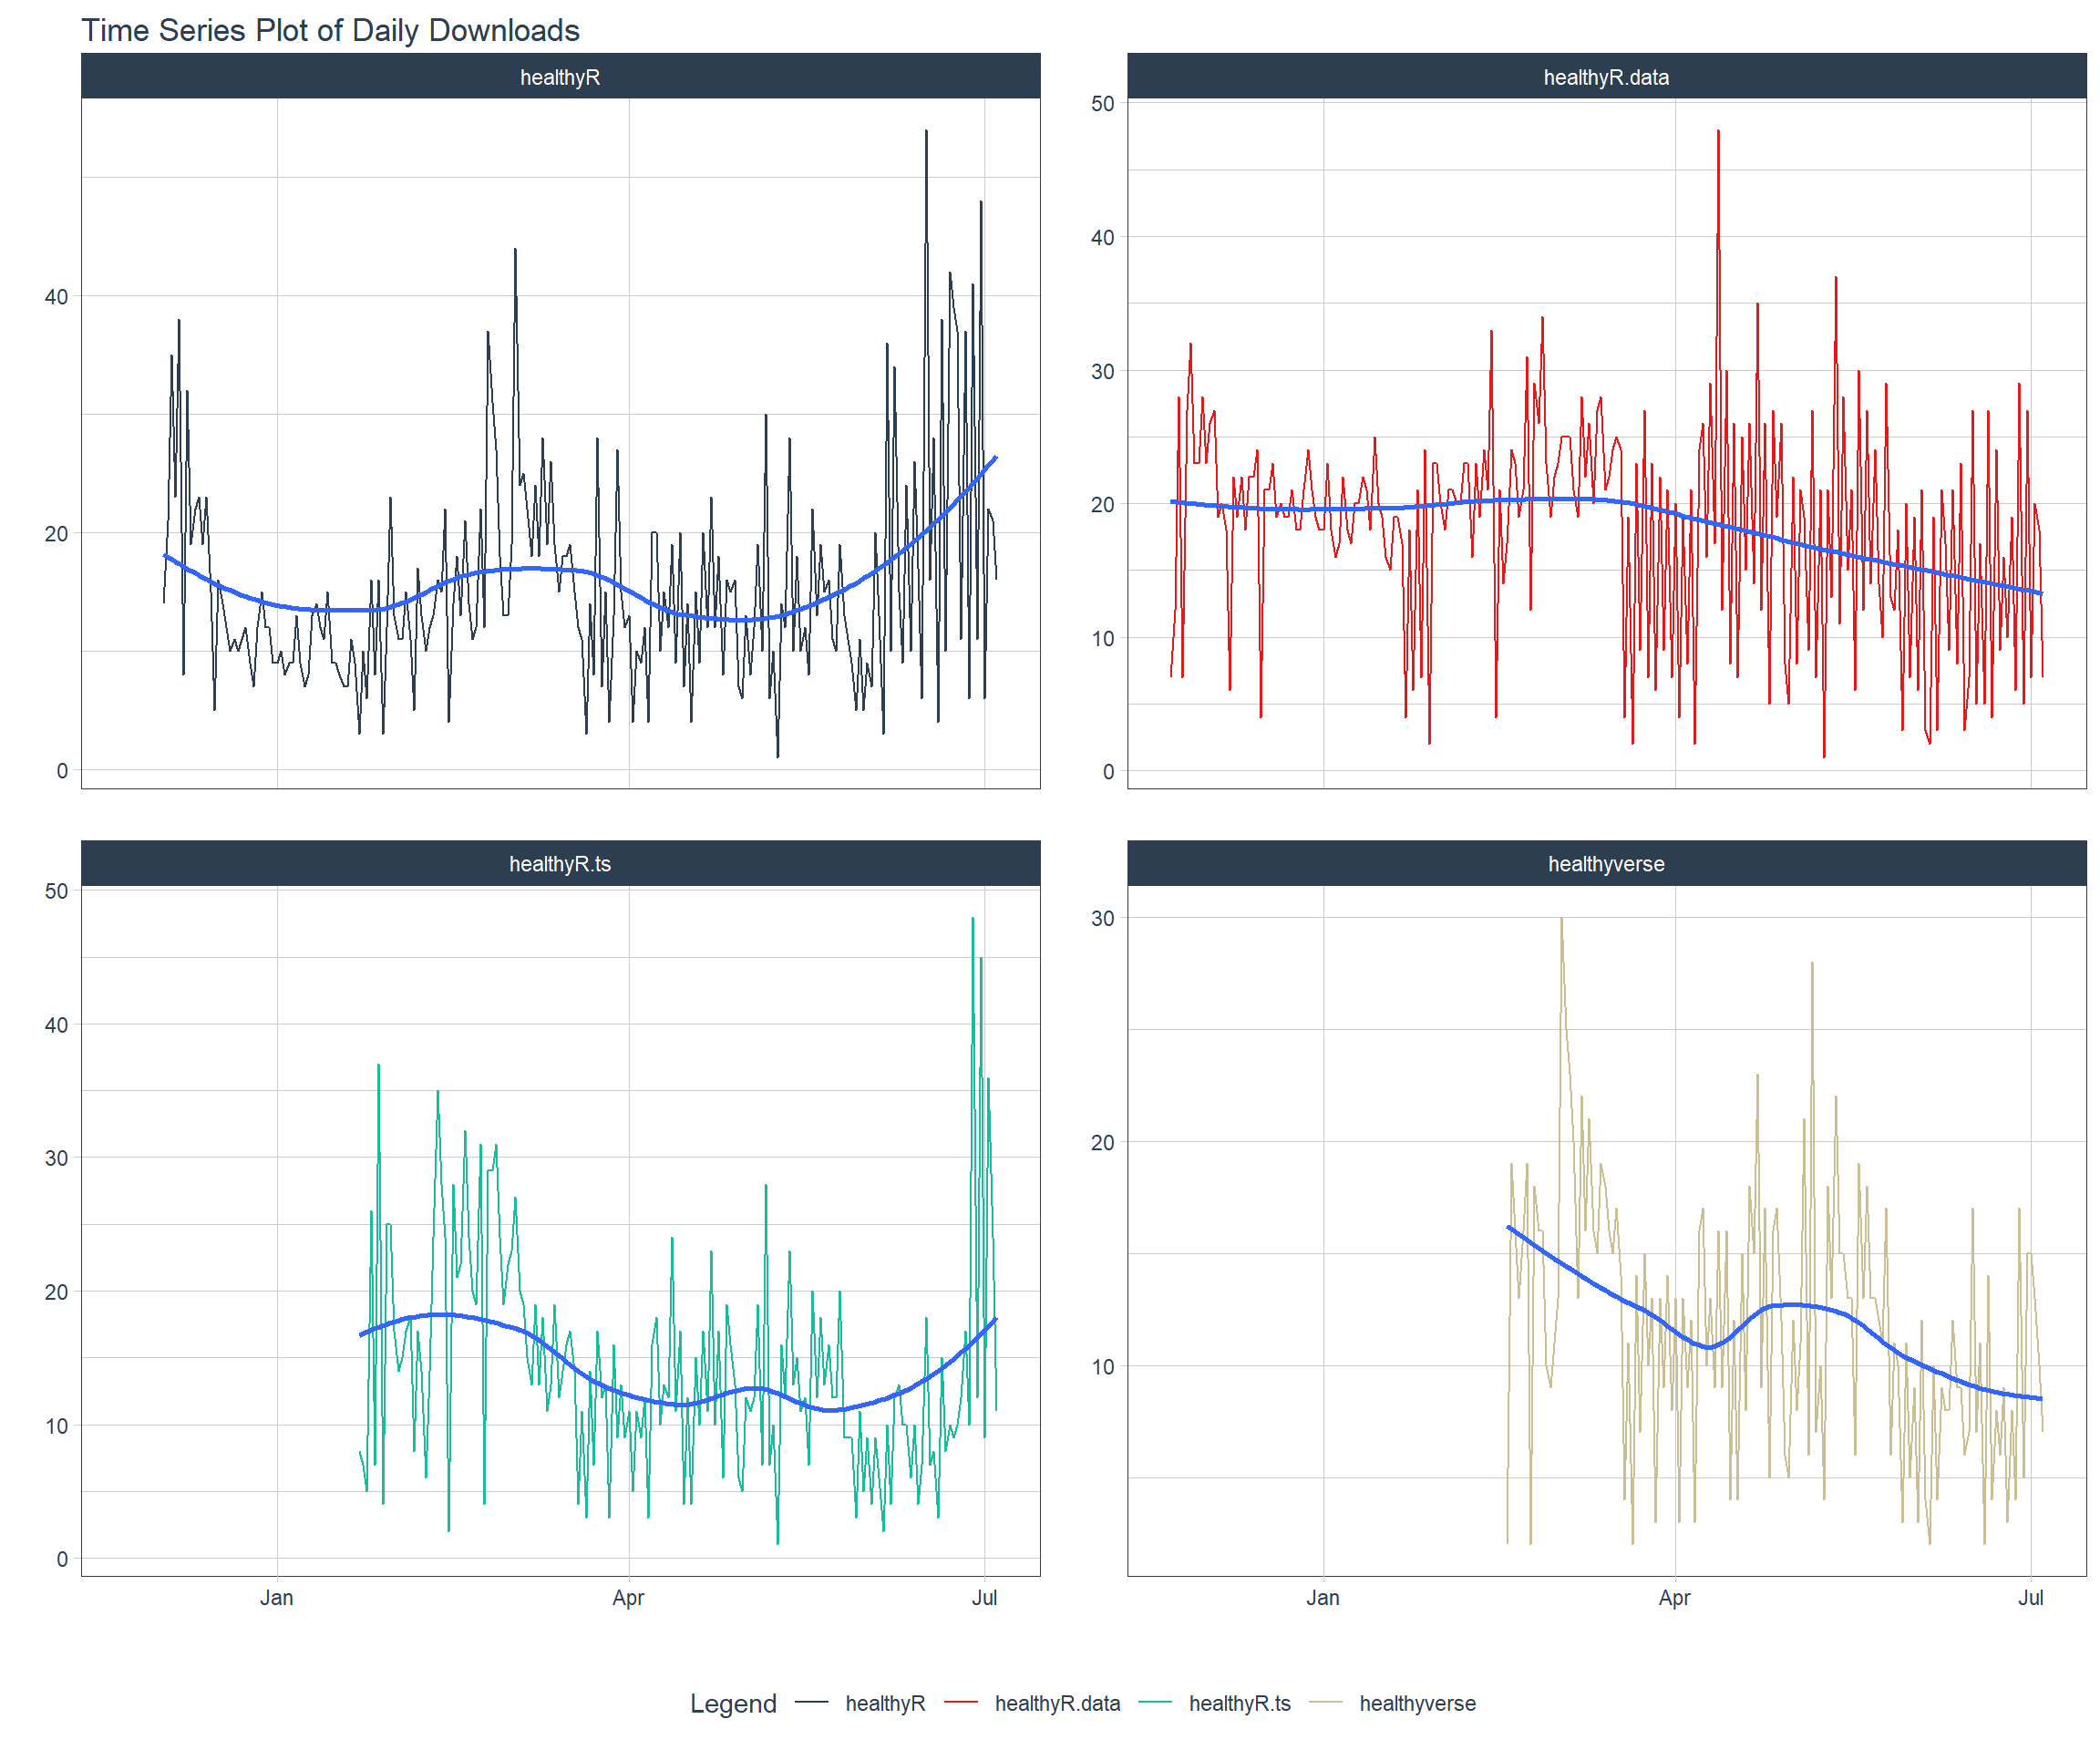 Time Series Plot of Daily Downloads
healthyR
healthyR.data
40
20
0
50
40
30
20
10
0
healthyR.ts
healthyverse
50
40
30
20
10
0
30
20
10
Jan Apr Jul
Jan Apr Jul
Legend healthyR healthyR.data healthyR.ts healthyverse